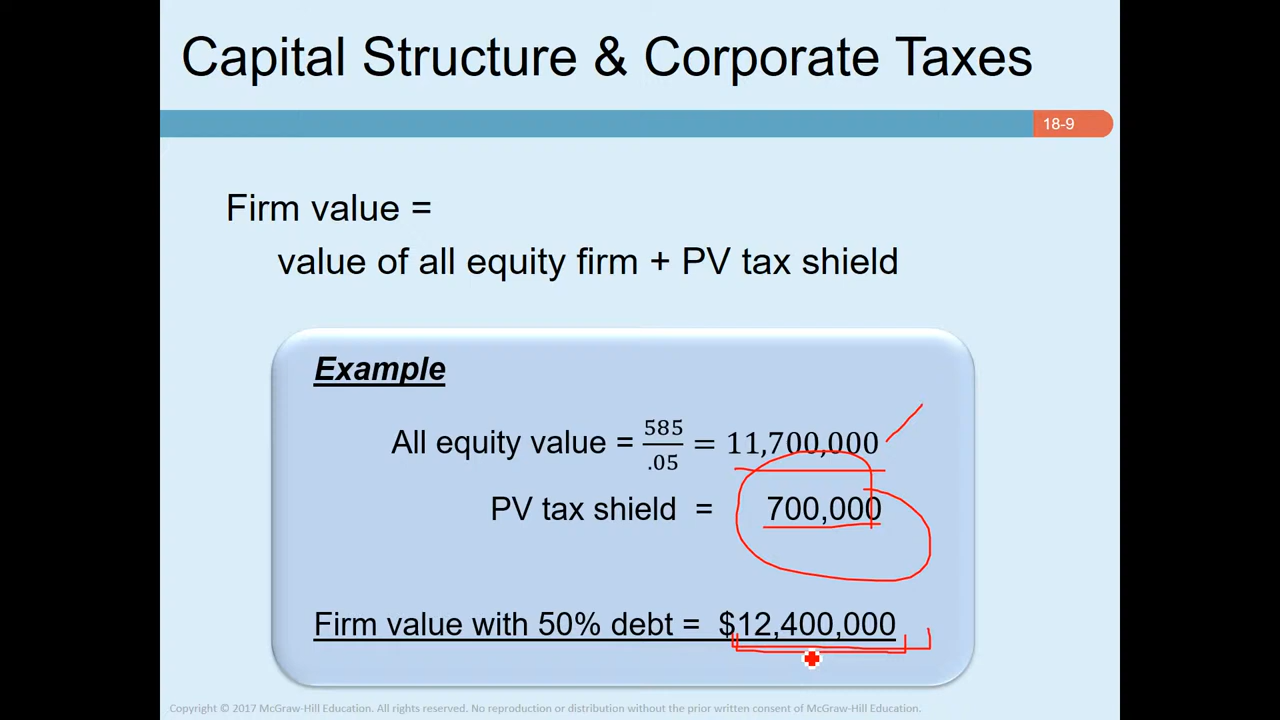 Capital Structure & Corporate Taxes
18-9
Firm value =
value of all equity firm + PV tax shield
Example
All equity value = 585/.05 = 11,700,000
PV tax shield = 700,000
Firm value with 50% debt = $12,400,000
Copyright © 2017 McGraw-Hill Education. All rights reserved. No reproduction or distribution without the prior written consent of McGraw-Hill Education.